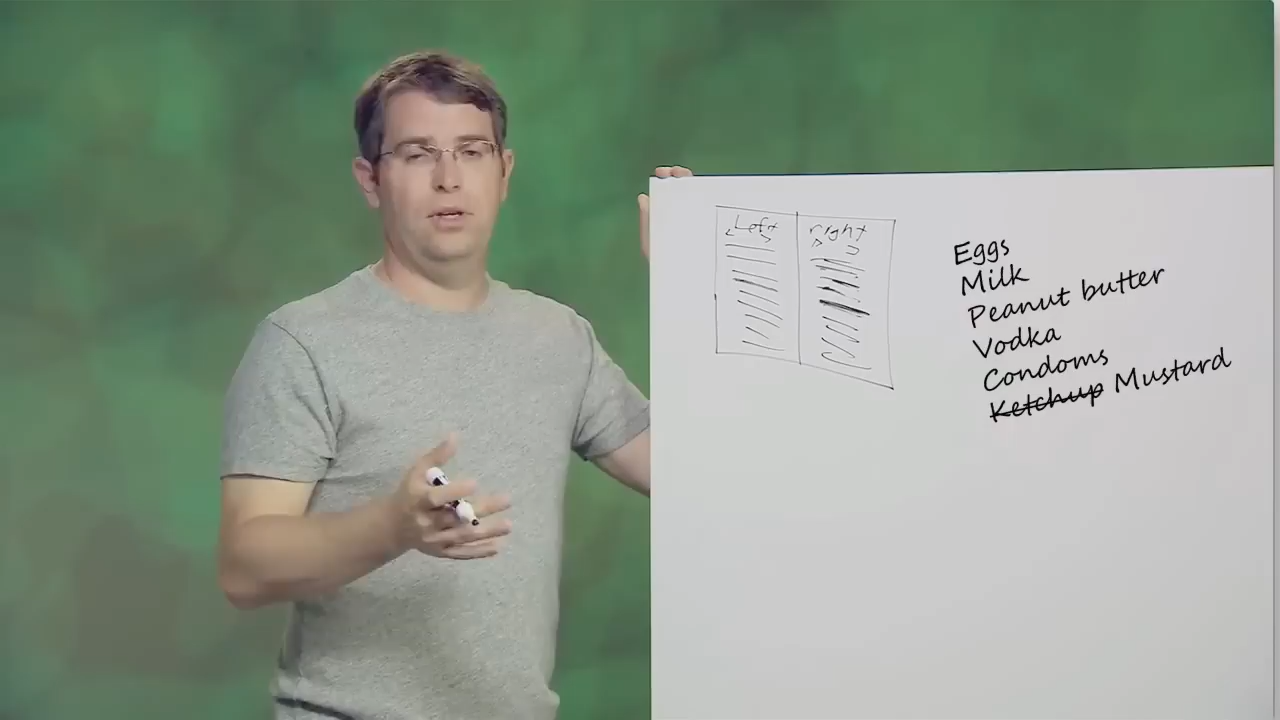 Left right
Eggs
Milk
Peanut butter
Vodka
Condoms
Ketchup Mustard